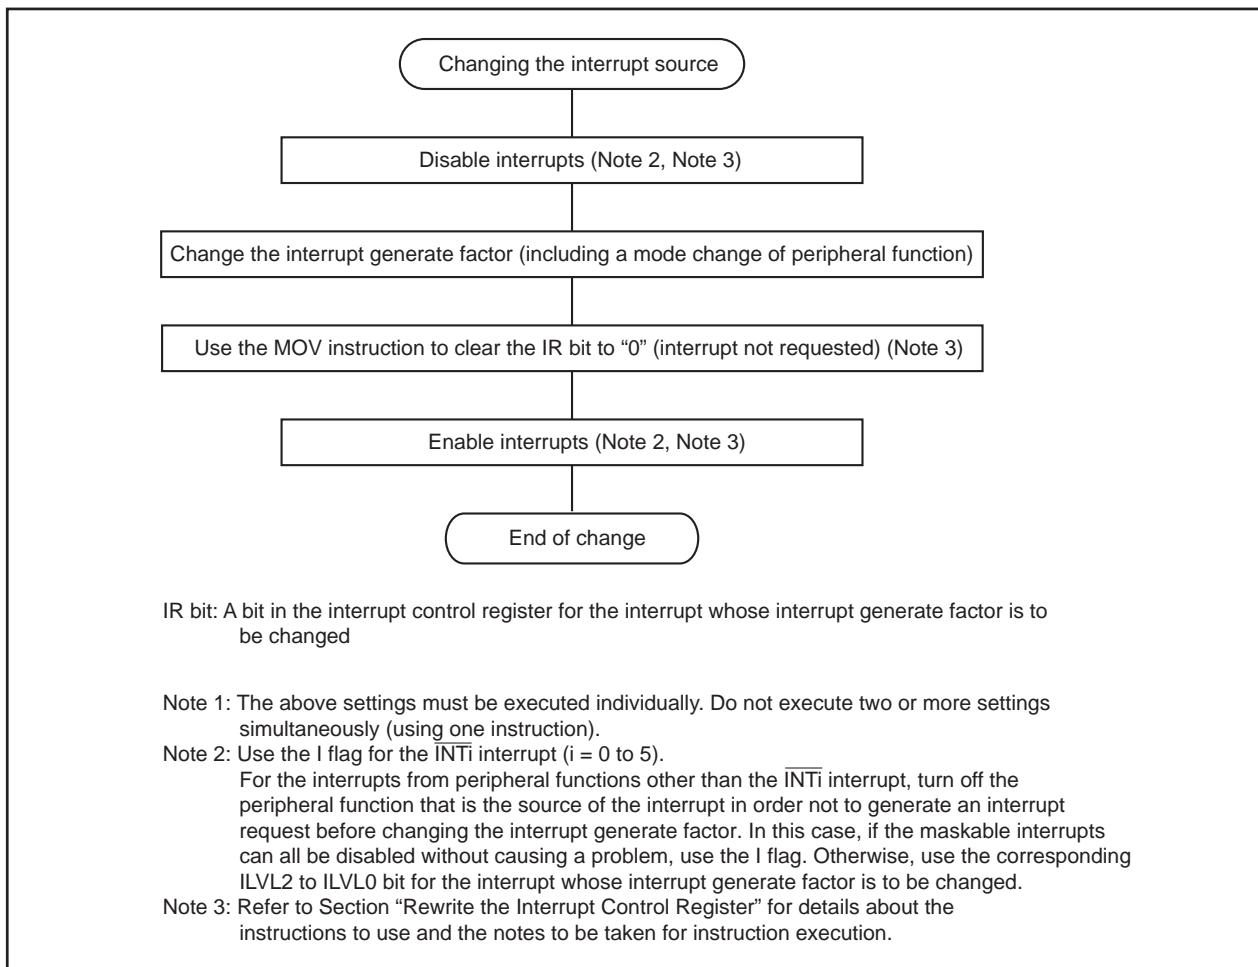 Changing the interrupt source
Disable interrupts (Note 2, Note 3)
Change the interrupt generate factor (including a mode change of peripheral function)
Use the MOV instruction to clear the IR bit to “0” (interrupt not requested) (Note 3)
Enable interrupts (Note 2, Note 3)
End of change
IR bit: A bit in the interrupt control register for the interrupt whose interrupt generate factor is to
be changed
Note 1: The above settings must be executed individually. Do not execute two or more settings
simultaneously (using one instruction).
Note 2: Use the I flag for the INTi interrupt (i = 0 to 5).
For the interrupts from peripheral functions other than the INTi interrupt, turn off the
peripheral function that is the source of the interrupt in order not to generate an interrupt
request before changing the interrupt generate factor. In this case, if the maskable interrupts
can all be disabled without causing a problem, use the I flag. Otherwise, use the corresponding
ILVL2 to ILVL0 bit for the interrupt whose interrupt generate factor is to be changed.
Note 3: Refer to Section “Rewrite the Interrupt Control Register” for details about the
instructions to use and the notes to be taken for instruction execution.